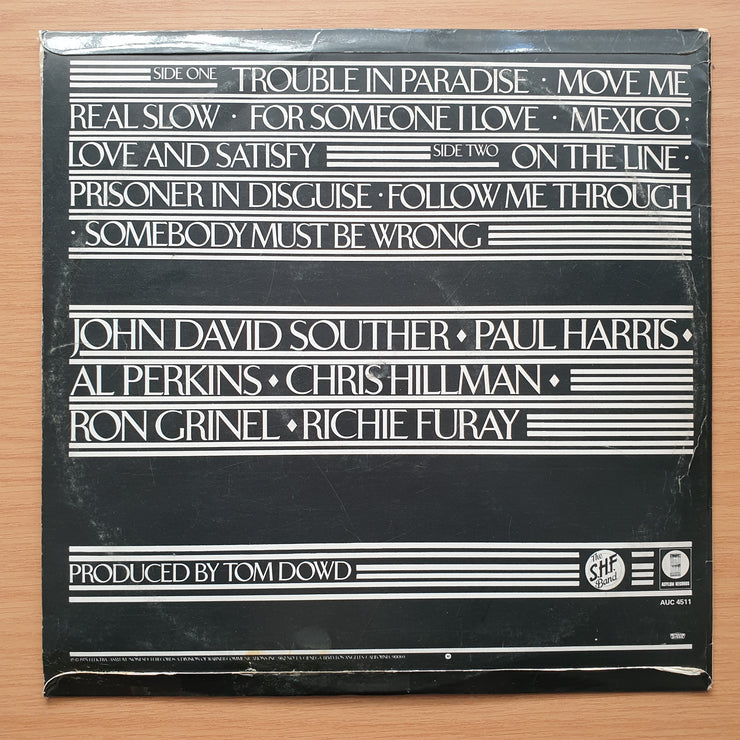 SIDE ONE TROUBLE IN PARADISE · MOVE ME
REAL SLOW · FOR SOMEONE I LOVE · MEXICO ·
LOVE AND SATISFY SIDE TWO ON THE LINE ·
PRISONER IN DISGUISE · FOLLOW ME THROUGH
· SOMEBODY MUST BE WRONG
JOHN DAVID SOUTHER ♦ PAUL HARRIS ♦
AL PERKINS ♦ CHRIS HILLMAN ♦
RON GRINEL ♦ RICHIE FURAY
PRODUCED BY TOM DOWD
The
S.H.F.
Band
ASYLUM RECORDS
AUC 4511